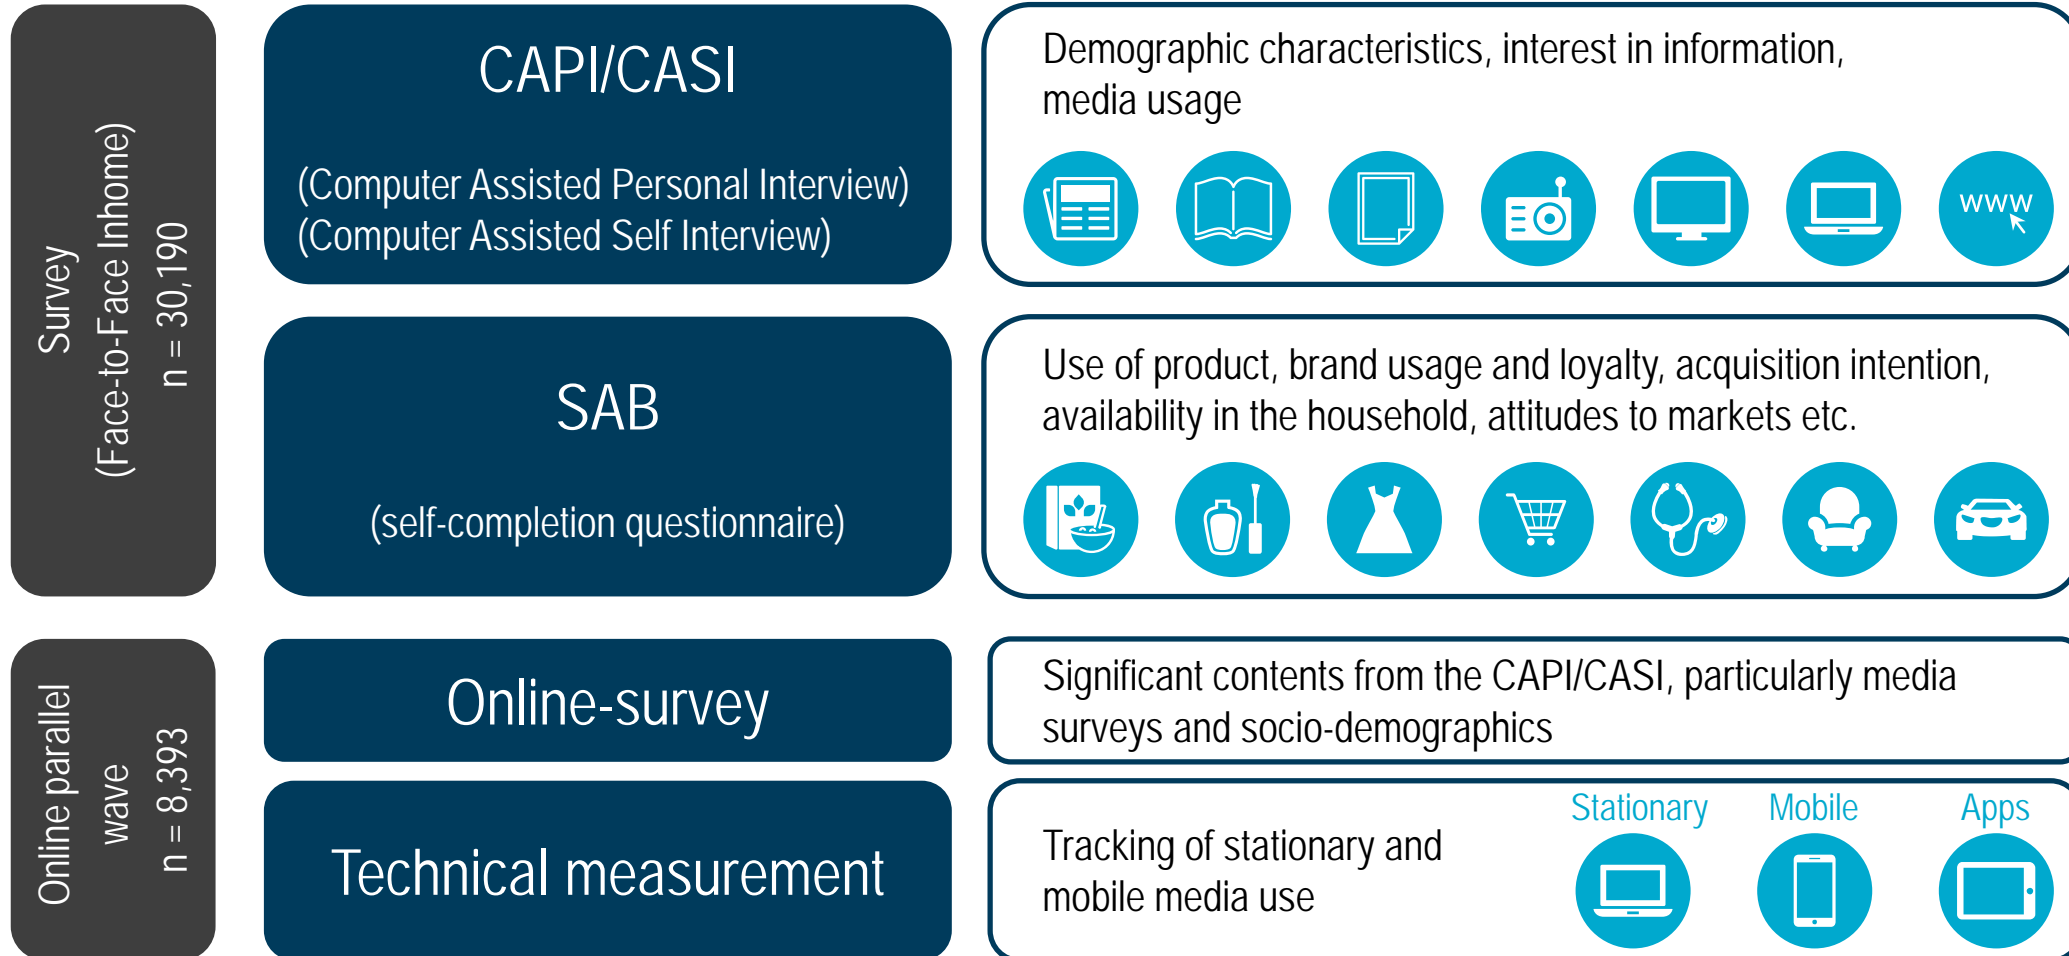 Survey
(Face-to-Face Inhome)
n = 30,190
CAPI/CASI
(Computer Assisted Personal Interview)
(Computer Assisted Self Interview)
Demographic characteristics, interest in information,
media usage
www
SAB
(self-completion questionnaire)
Use of product, brand usage and loyalty, acquisition intention,
availability in the household, attitudes to markets etc.
Online parallel
wave
n = 8,393
Online-survey
Significant contents from the CAPI/CASI, particularly media
surveys and socio-demographics
Technical measurement
Tracking of stationary and
mobile media use
Stationary
Mobile
Apps